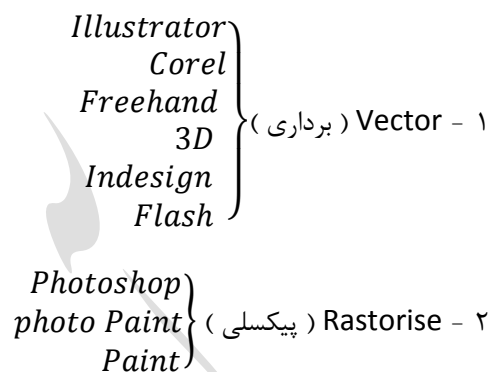 ۱ - Vector ( برداری )
Illustrator
Corel
Freehand
3D
Indesign
Flash
۲ - Rastorise ( پیکسلی )
Photoshop
photo Paint
Paint